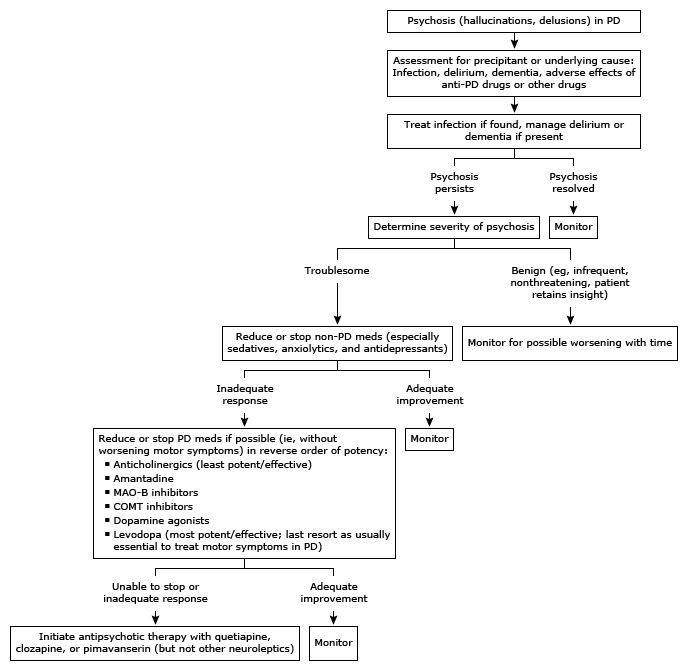 Psychosis (hallucinations, delusions) in PD
Assessment for precipitant or underlying cause:
Infection, delirium, dementia, adverse effects of
anti-PD drugs or other drugs
Treat infection if found, manage delirium or
dementia if present
Psychosis
persists
Psychosis
resolved
Determine severity of psychosis
Monitor
Troublesome
Benign (eg, infrequent,
nonthreatening, patient
retains insight)
Reduce or stop non-PD meds (especially
sedatives, anxiolytics, and antidepressants)
Monitor for possible worsening with time
Inadequate
response
Adequate
improvement
Reduce or stop PD meds if possible (ie, without
worsening motor symptoms) in reverse order of potency:
▪ Anticholinergics (least potent/effective)
▪ Amantadine
▪ MAO-B inhibitors
▪ COMT inhibitors
▪ Dopamine agonists
▪ Levodopa (most potent/effective; last resort as usually
essential to treat motor symptoms in PD)
Monitor
Unable to stop or
inadequate response
Adequate
improvement
Initiate antipsychotic therapy with quetiapine,
clozapine, or pimavanserin (but not other neuroleptics)
Monitor